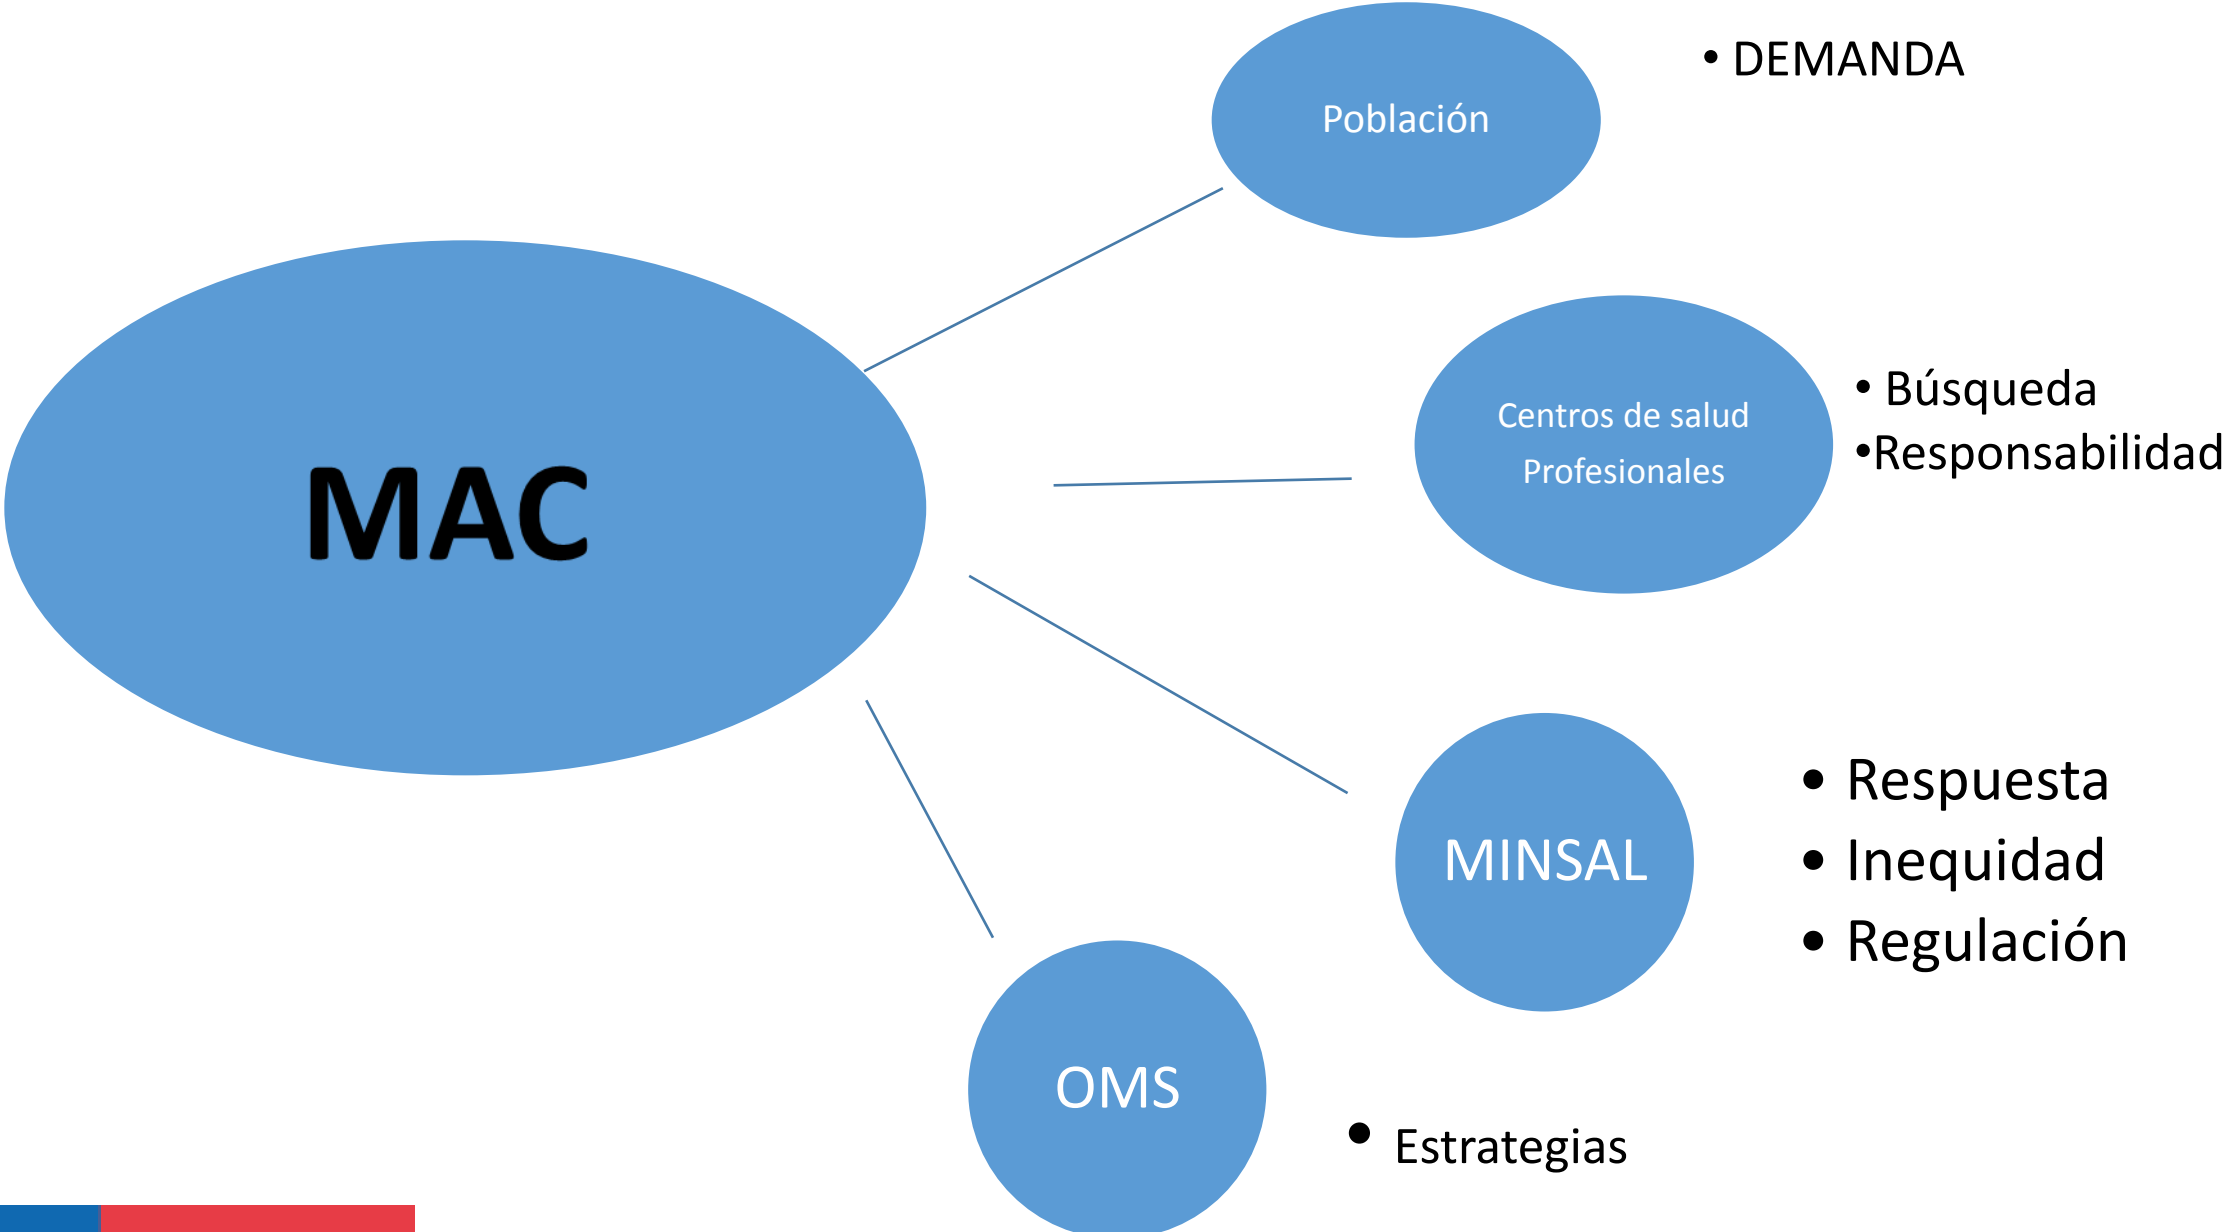 • DEMANDA
Población
MAC
Centros de salud
Profesionales
• Búsqueda
•Responsabilidad
MINSAL
• Respuesta
• Inequidad
• Regulación
OMS
• Estrategias